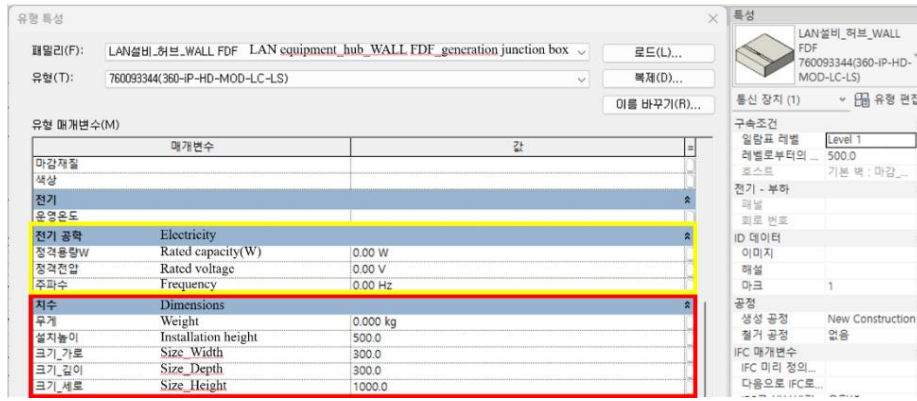 유형 특성
패밀리(F): LAN설비_허브_WALL FDF LAN equipment_hub_WALL FDF_generation junction box 로드(L)...
유형(T): 760093344(360-iP-HD-MOD-LC-LS) 복제(D)...
이름 바꾸기(R)...
유형 매개변수(M)
매개변수 값 =
마감재질
색상
전기
운영온도
전기 공학 Electricity
정격용량W Rated capacity(W) 0.00 W
정격전압 Rated voltage 0.00 V
주파수 Frequency 0.00 Hz
치수 Dimensions
무게 Weight 0.000 kg
설치높이 Installation height 500.0
크기_가로 Size_Width 300.0
크기_깊이 Size_Depth 300.0
크기_세로 Size_Height 1000.0
특성
LAN설비_허브_WALL
FDF
760093344(360-iP-HD-
MOD-LC-LS)
통신 장치 (1) 유형 편집
구속조건
일람표 레벨 Level 1
레벨로부터의 ... 500.0
호스트 기본 벽 : 마감_...
전기 - 부하
패널
회로 번호
ID 데이터
이미지
해설
마크 1
공정
생성 공정 New Construction
철거 공정 없음
IFC 매개변수
IFC 미리 정의...
다음으로 IFC로...